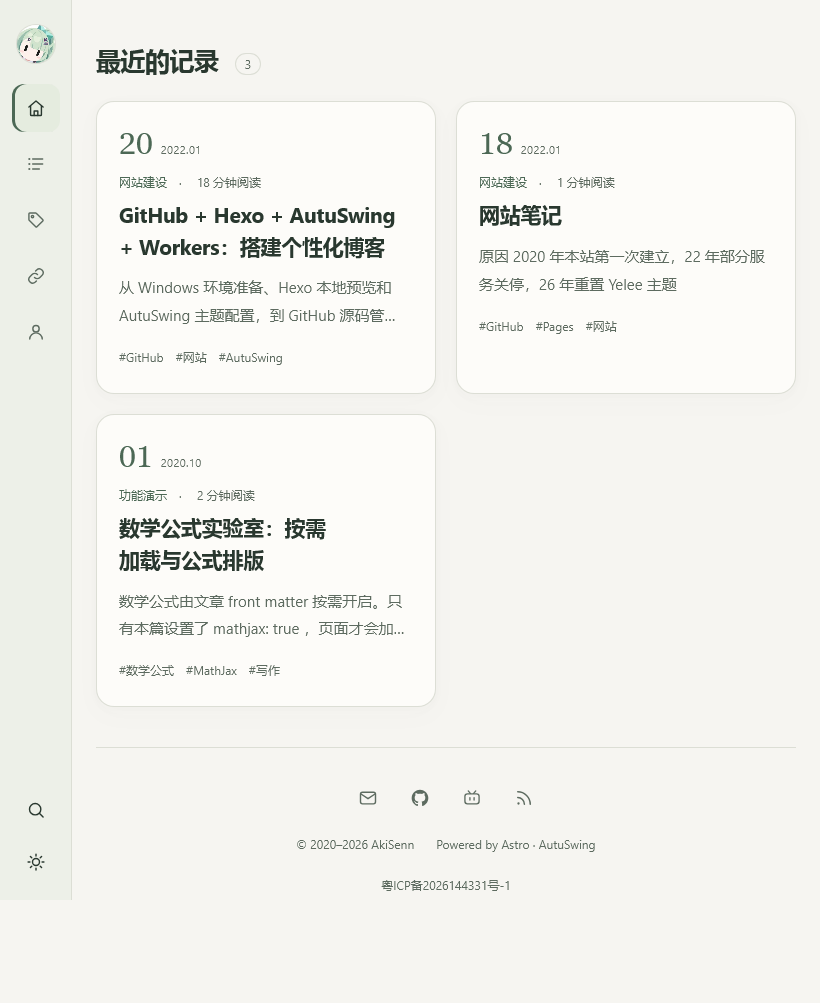 最近的记录 3
20 2022.01
网站建设 · 18 分钟阅读
GitHub + Hexo + AutuSwing
+ Workers：搭建个性化博客
从 Windows 环境准备、Hexo 本地预览和
AutuSwing 主题配置，到 GitHub 源码管...
#GitHub #网站 #AutuSwing
18 2022.01
网站建设 · 1 分钟阅读
网站笔记
原因 2020 年本站第一次建立，22 年部分服
务关停，26 年重置 Yelee 主题
#GitHub #Pages #网站
01 2020.10
功能演示 · 2 分钟阅读
数学公式实验室：按需
加载与公式排版
数学公式由文章 front matter 按需开启。只
有本篇设置了 mathjax: true ，页面才会加...
#数学公式 #MathJax #写作
© 2020–2026 AkiSenn Powered by Astro · AutuSwing
粤ICP备2026144331号-1